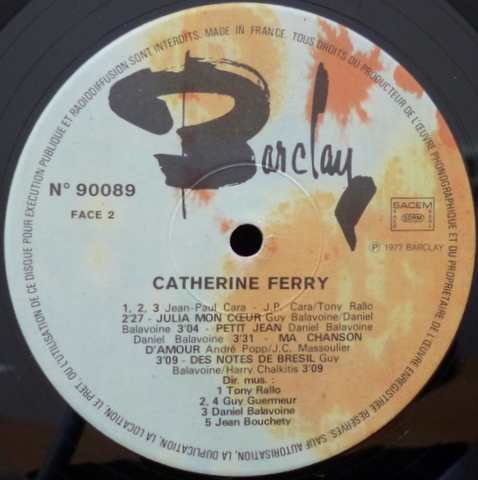 DE CE DISQUE POUR EXECUTION PUBLIQUE ET RADIODIFFUSION SONT INTERDITS. MADE IN FRANCE. TOUS DROITS DU PRODUCTEUR DE L'ŒUVRE PHONOGRAPHIQUE ET DU PROPRIETAIRE DE L'ŒUVRE ENREGISTREE RESERVES. SAUF AUTORISATION, LA DUPLICATION, LA LOCATION, LE PRET, OU L'UTILISATION
Barclay
N° 90089
FACE 2
SACEM
SDRM
Ⓟ 1977 BARCLAY
CATHERINE FERRY
1, 2, 3 Jean-Paul Cara - J.P. Cara/Tony Rallo
2'27 - JULIA MON CŒUR Guy Balavoine/Daniel
Balavoine 3'04 - PETIT JEAN Daniel Balavoine
Daniel Balavoine 3'31 - MA CHANSON
D'AMOUR André Popp/J.C. Massoulier
3'09 - DES NOTES DE BRESIL Guy
Balavoine/Harry Chalkitis 3'09
Dir. mus. :
1 Tony Rallo
2, 4 Guy Guermeur
3 Daniel Balavoine
5 Jean Bouchety